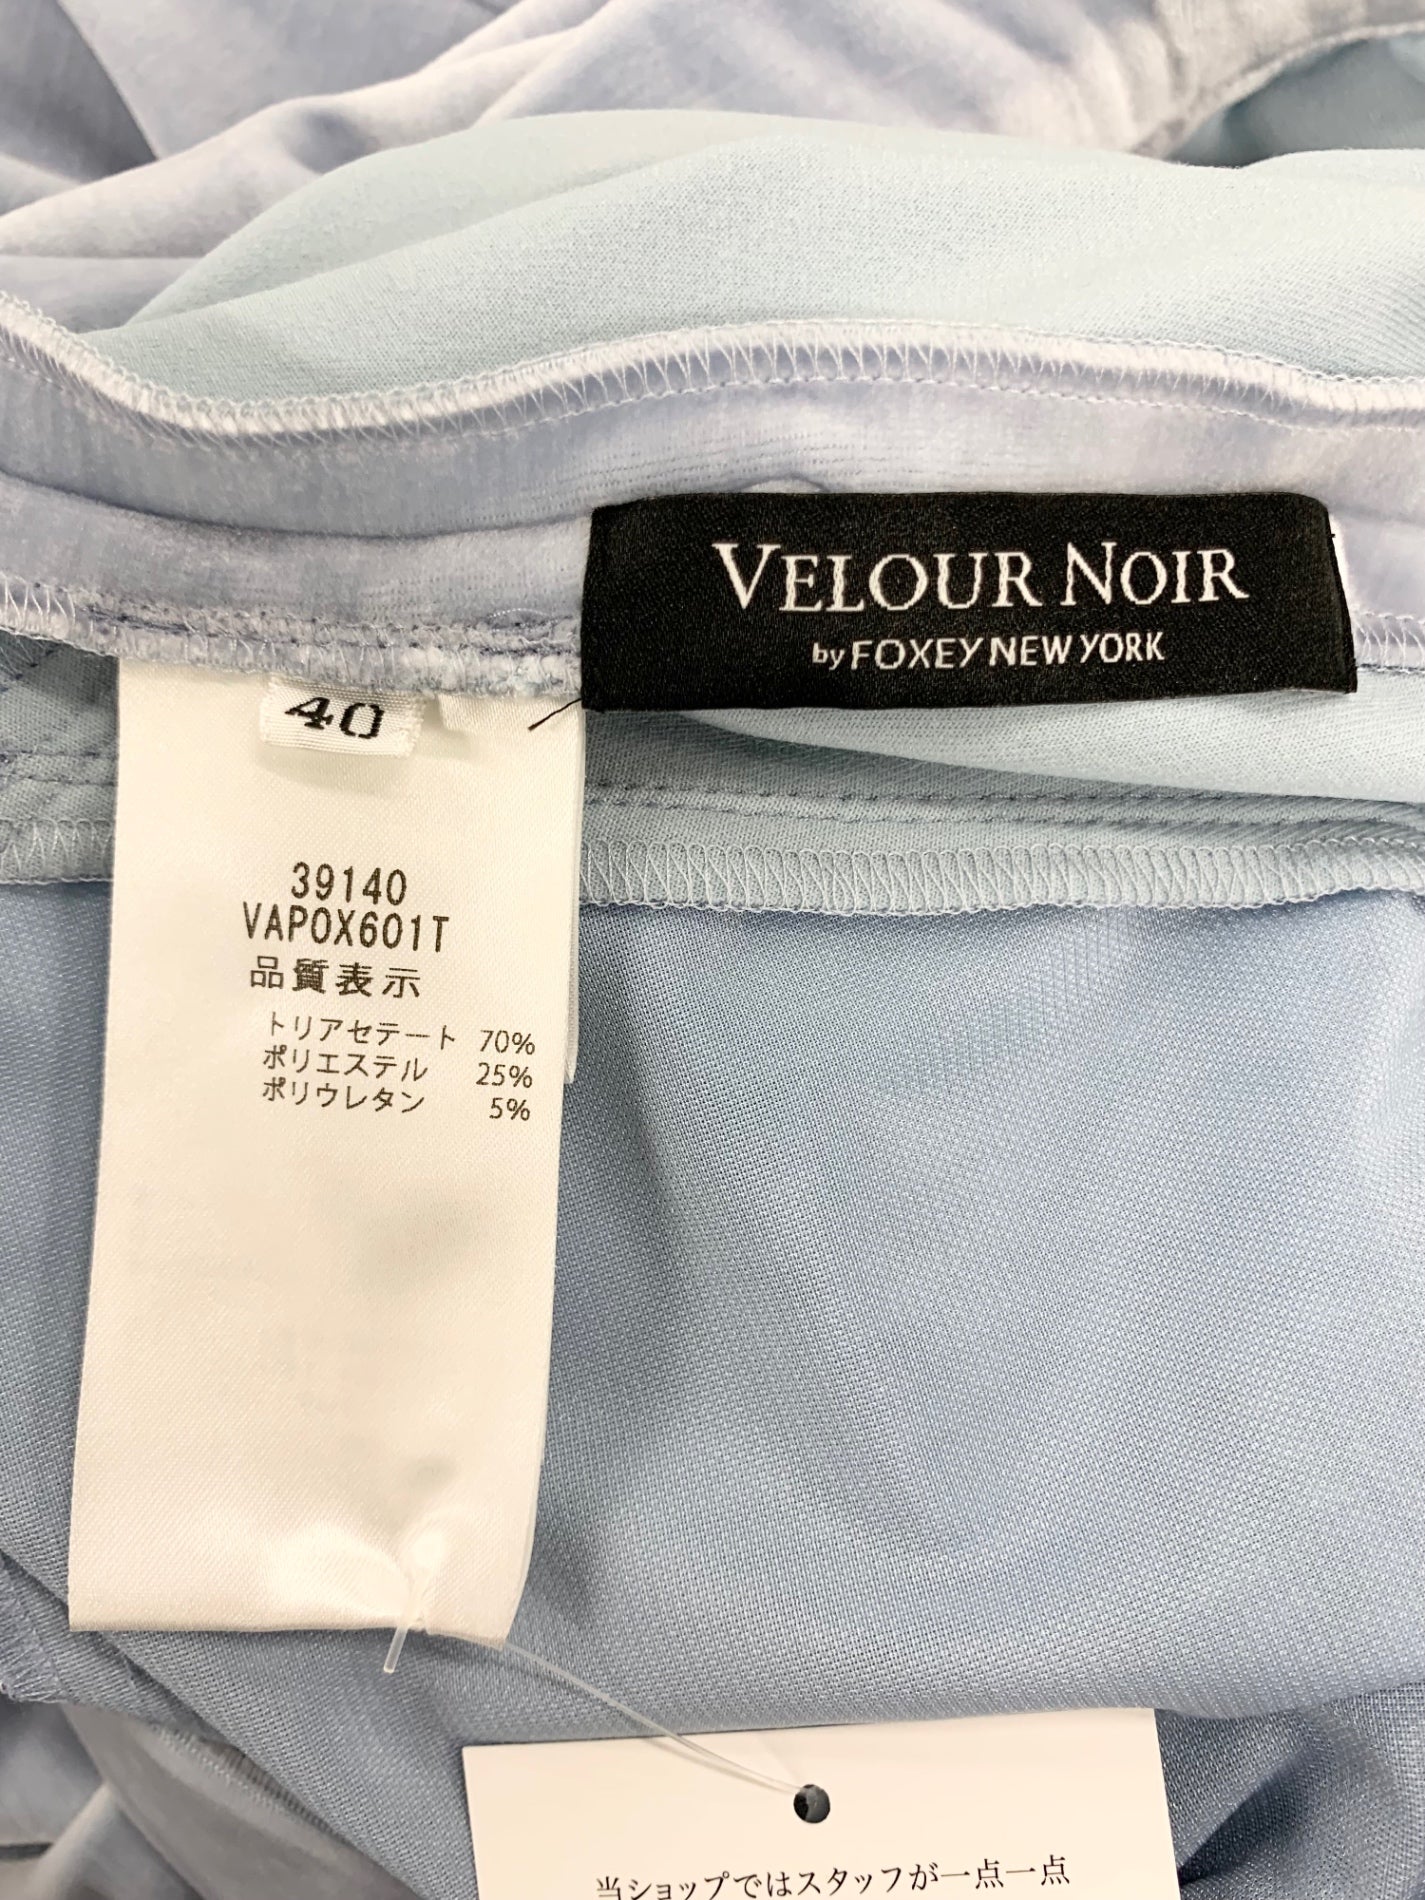 VELOUR NOIR
by FOXEY NEW YORK
40
39140
VAPOX601T
品質表示
トリアセテート 70%
ポリエステル 25%
ポリウレタン 5%
当ショップではスタッフが一点一点